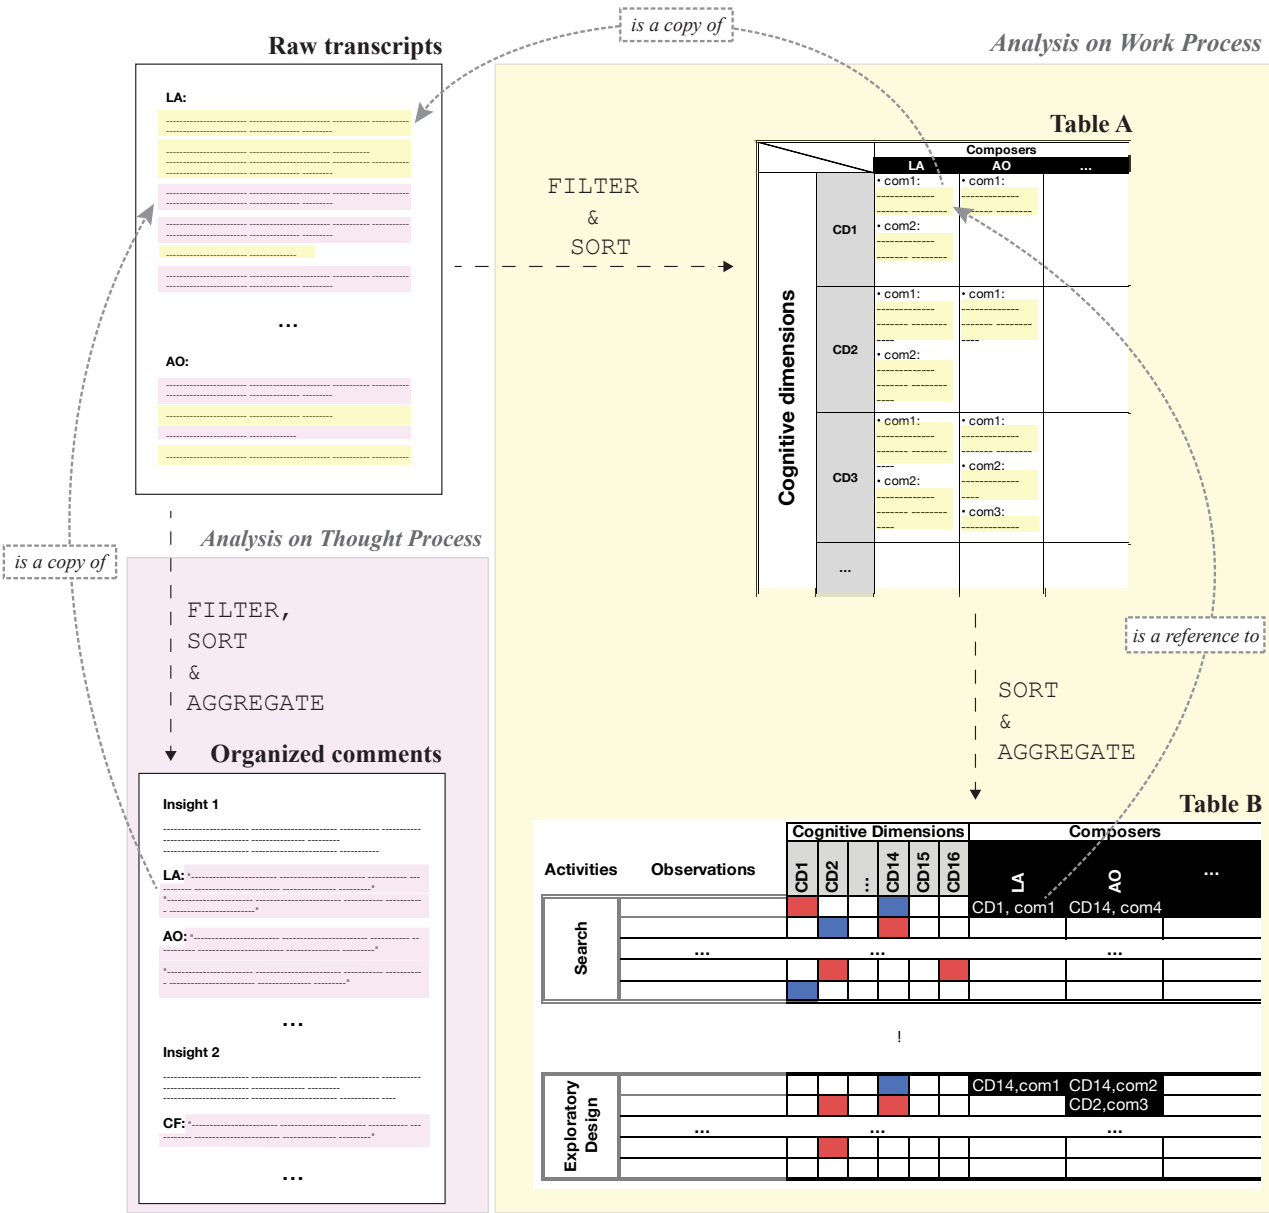 is a copy of
Raw transcripts
Analysis on Work Process
LA:
...
AO:
FILTER
&
SORT
Table A
Composers
LA AO ...
Cognitive dimensions
CD1
• com1: • com1:
• com2:
CD2
• com1: • com1:
• com2:
CD3
• com1: • com1:
• com2: • com2:
• com3:
...
is a copy of
Analysis on Thought Process
FILTER,
SORT
&
AGGREGATE
is a reference to
SORT
&
AGGREGATE
Organized comments
Insight 1
LA:
AO:
...
Insight 2
CF:
...
Table B
Cognitive Dimensions Composers
Activities Observations CD1 CD2 ... CD14 CD15 CD16 LA AO ...
Search
CD1, com1 CD14, com4
... ... ...
!
Exploratory
Design
CD14,com1 CD14,com2
CD2,com3
... ... ...